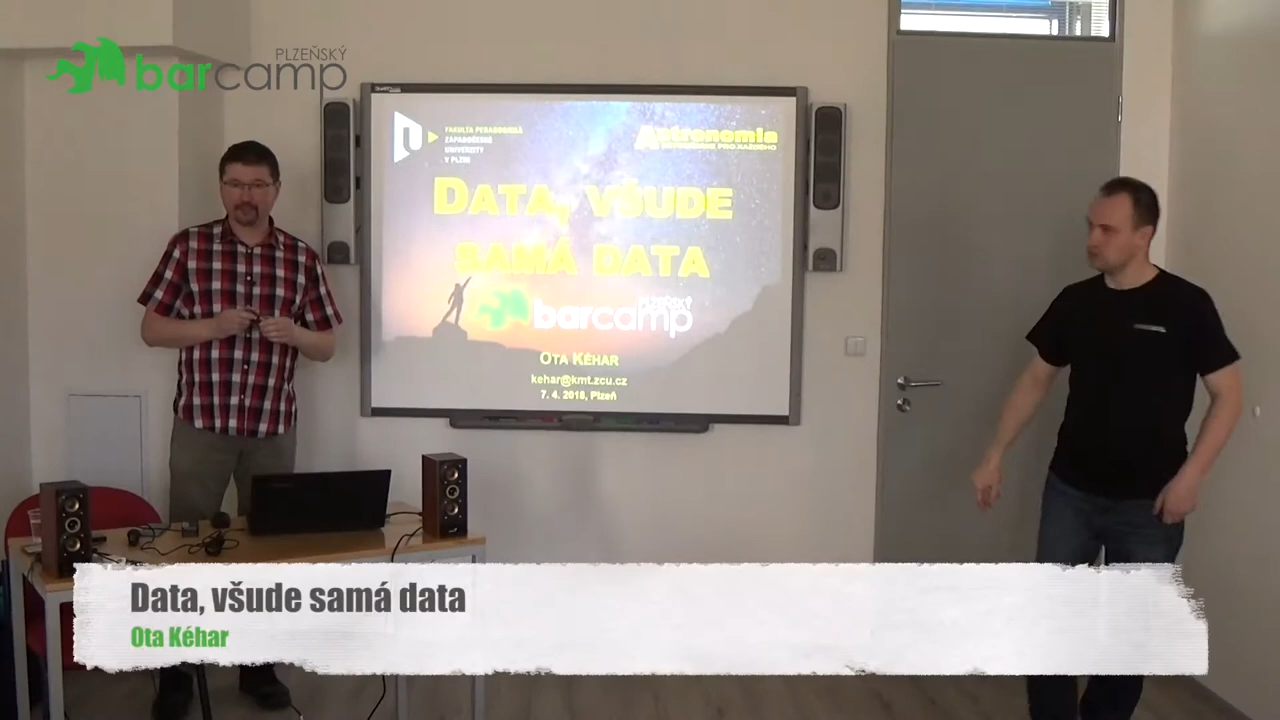 PLZEŇSKÝ
barcamp
FAKULTA PEDAGOGICKÁ
ZÁPADOČESKÉ
UNIVERZITY
V PLZNI
Astronomia
DATA, VŠUDE
SAMÁ DATA
PLZEŇSKÝ
barcamp
OTA KÉHAR
kehar@kmt.zcu.cz
7. 4. 2018, Plzeň
Data, všude samá data
Ota Kéhar